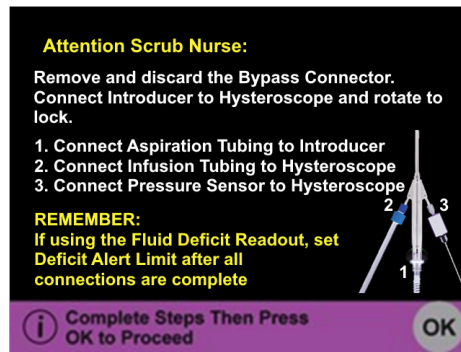 Attention Scrub Nurse:
Remove and discard the Bypass Connector.
Connect Introducer to Hysteroscope and rotate to
lock.
1. Connect Aspiration Tubing to Introducer
2. Connect Infusion Tubing to Hysteroscope
3. Connect Pressure Sensor to Hysteroscope
2
3
REMEMBER:
If using the Fluid Deficit Readout, set
Deficit Alert Limit after all
connections are complete
1
i
Complete Steps Then Press
OK to Proceed
OK